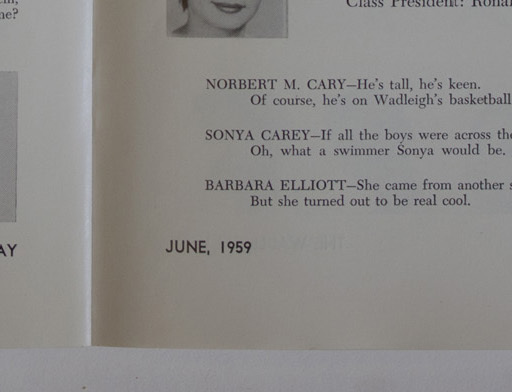 ne?
AY
Class President:
NORBERT M. CARY—He's tall, he's keen.
Of course, he's on Wadleigh's basketball
SONYA CAREY—If all the boys were across the
Oh, what a swimmer Sonya would be.
BARBARA ELLIOTT—She came from another s
But she turned out to be real cool.
JUNE, 1959